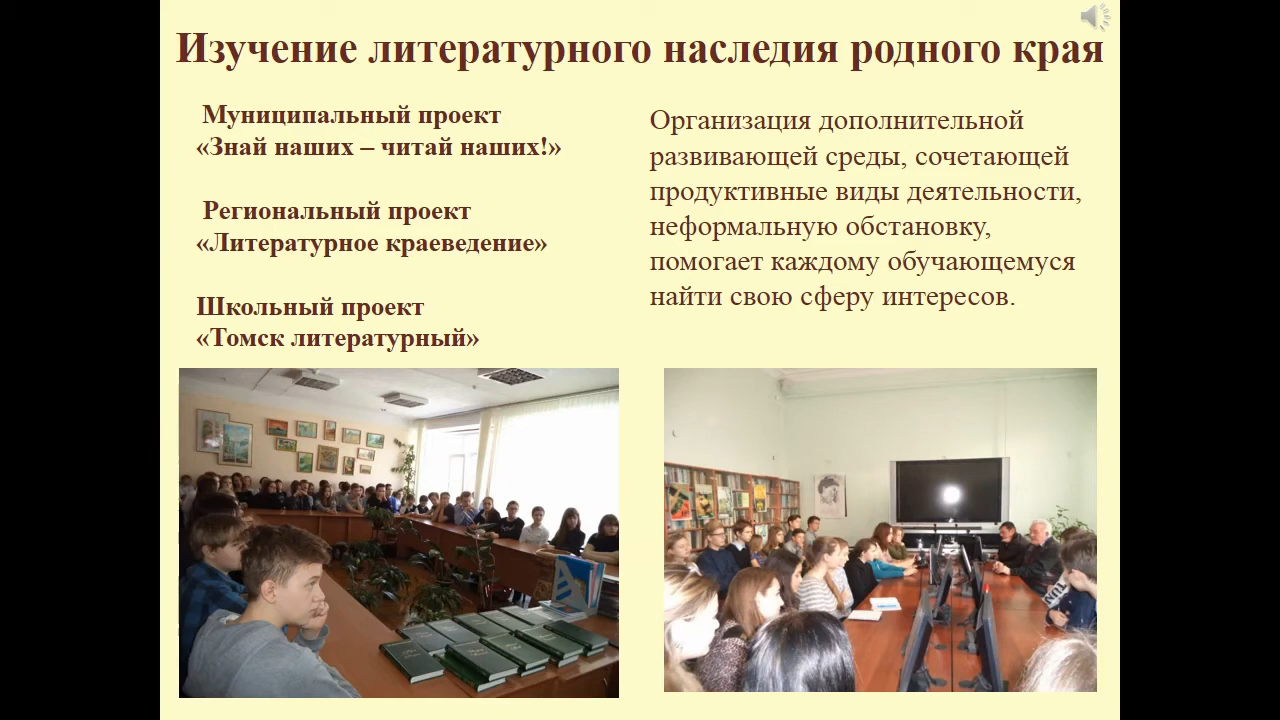 Изучение литературного наследия родного края
Муниципальный проект
«Знай наших – читай наших!»
Региональный проект
«Литературное краеведение»
Школьный проект
«Томск литературный»
Организация дополнительной
развивающей среды, сочетающей
продуктивные виды деятельности,
неформальную обстановку,
помогает каждому обучающемуся
найти свою сферу интересов.